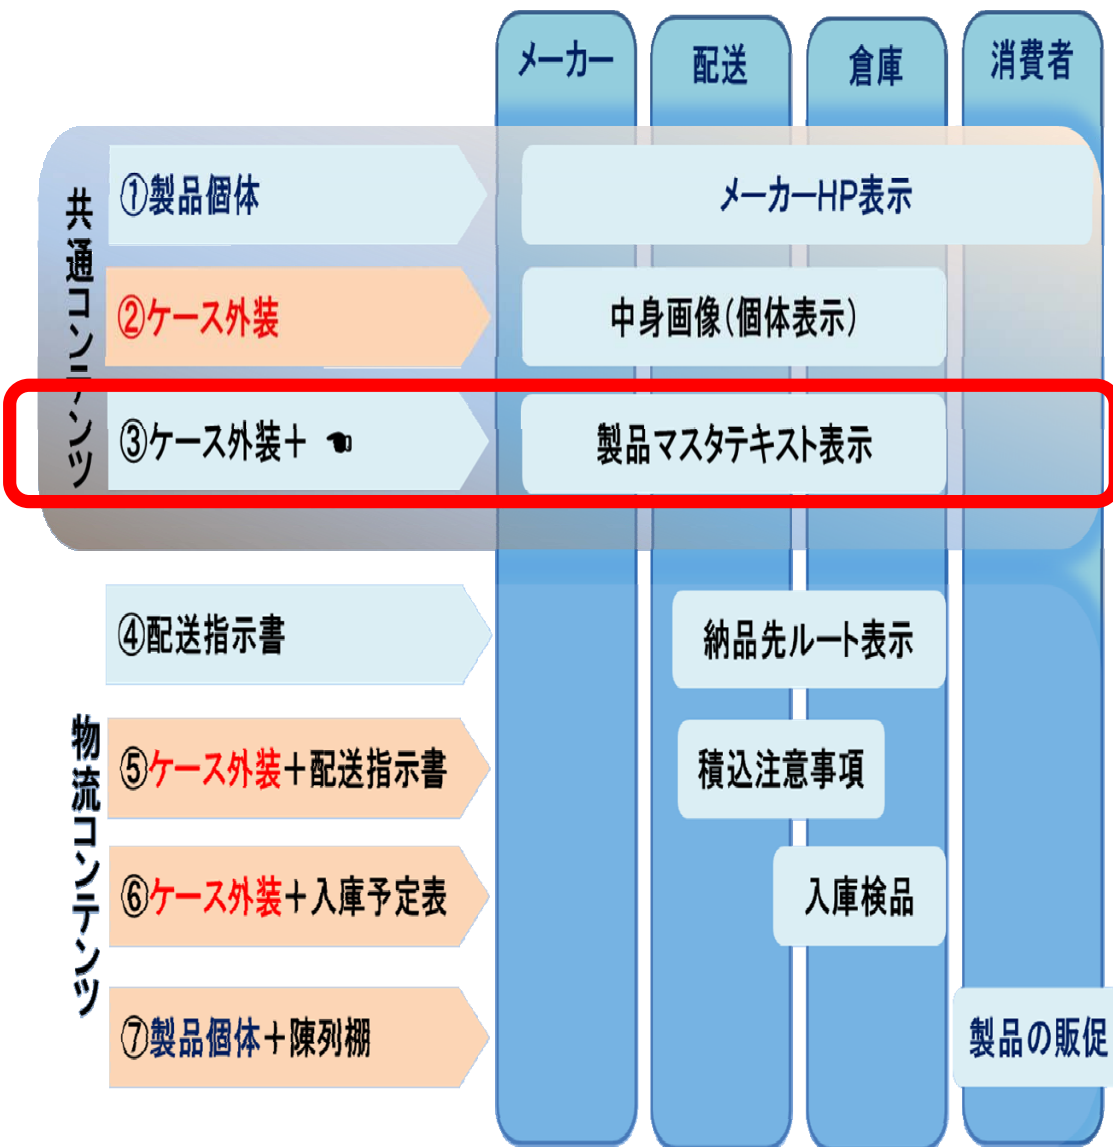 メーカー
配送
倉庫
消費者
共通コンテンツ
①製品個体
メーカーHP表示
②ケース外装
中身画像(個体表示)
③ケース外装+ ☚
製品マスタテキスト表示
物流コンテンツ
④配送指示書
納品先ルート表示
⑤ケース外装+配送指示書
積込注意事項
⑥ケース外装+入庫予定表
入庫検品
⑦製品個体+陳列棚
製品の販促